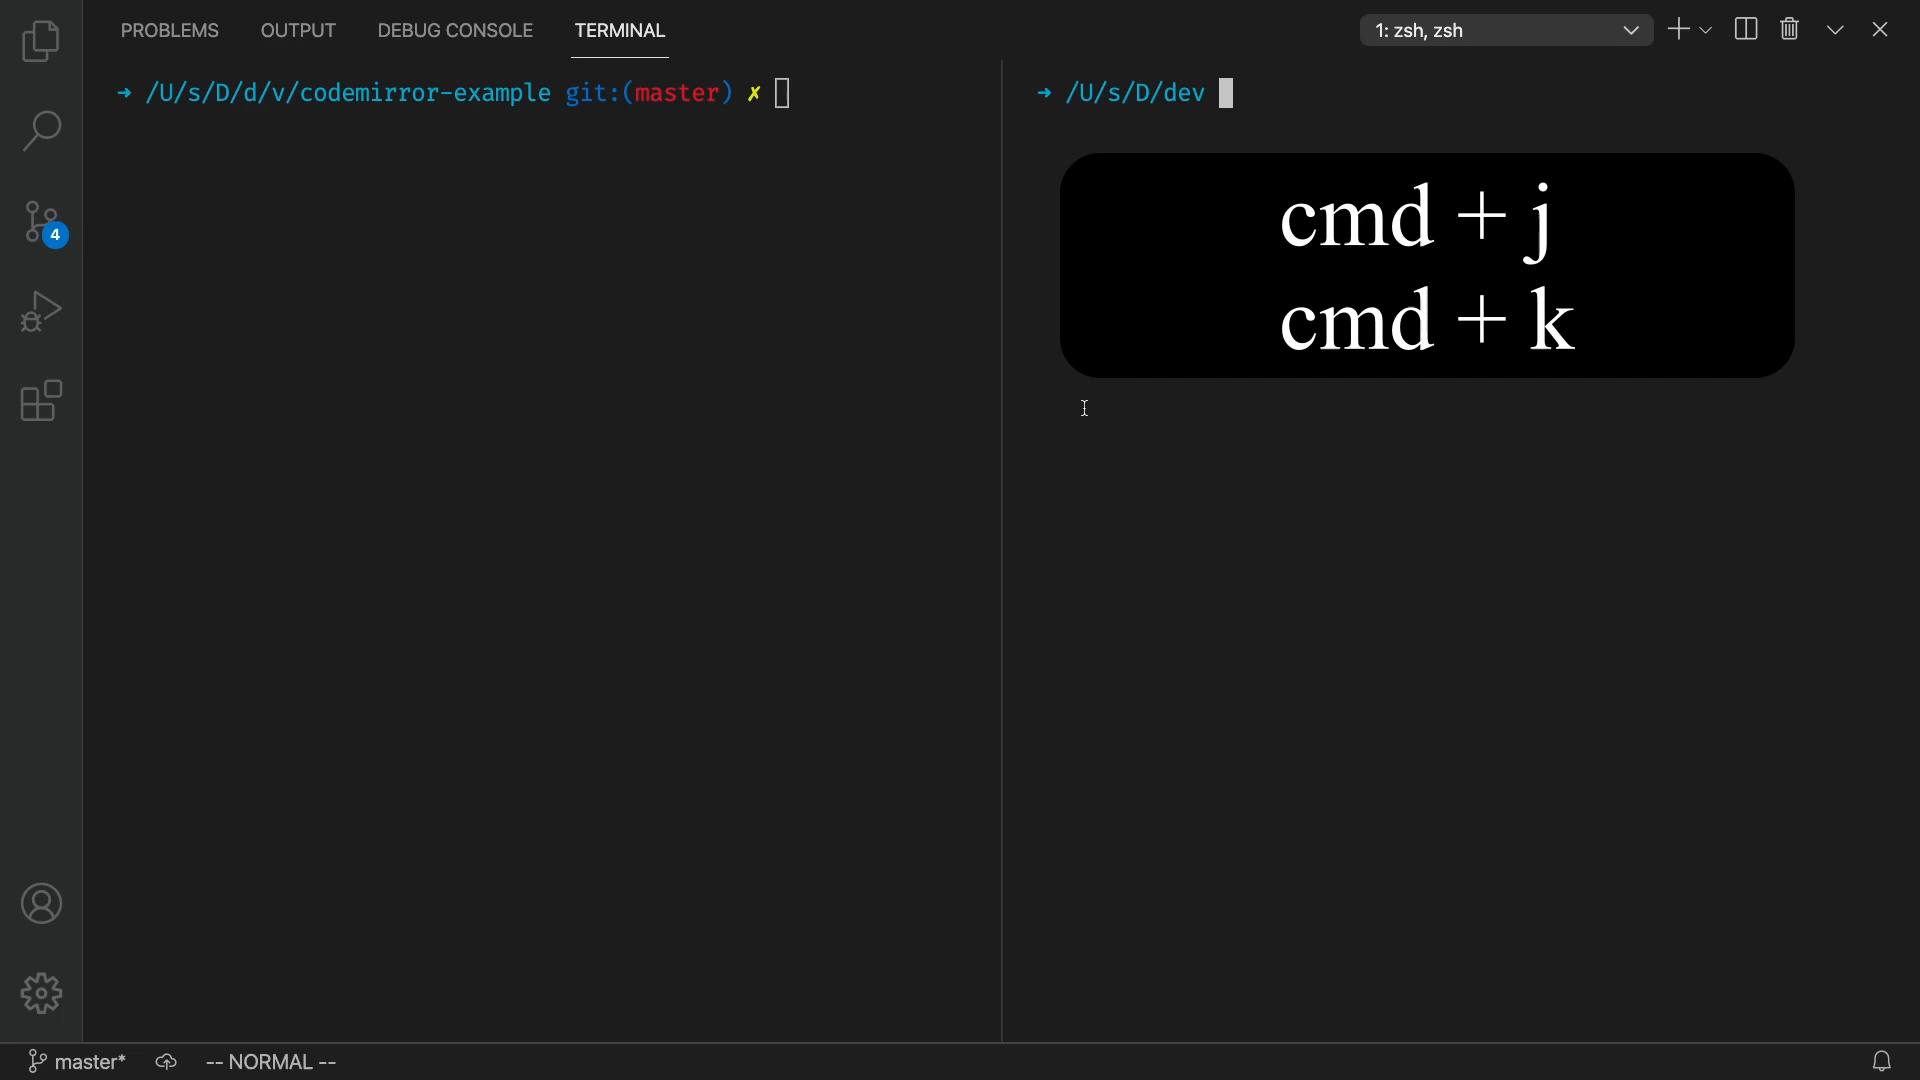 PROBLEMS OUTPUT DEBUG CONSOLE TERMINAL 1: zsh, zsh
→ /U/s/D/d/v/codemirror-example git:(master) ✗
→ /U/s/D/dev
cmd + j
cmd + k
4
master* -- NORMAL --